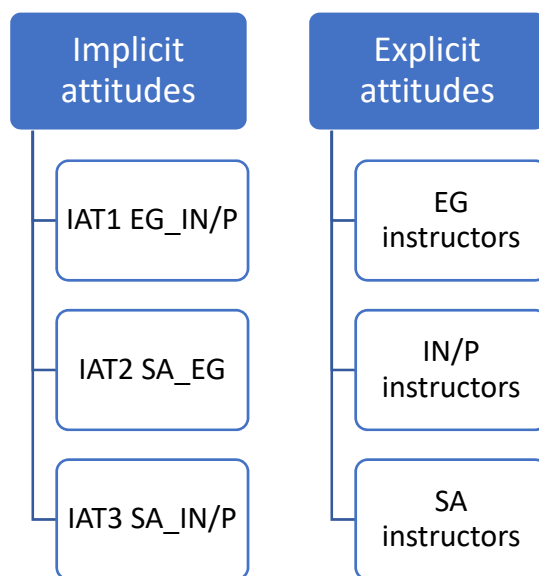 Implicit
attitudes
IAT1 EG_IN/P
IAT2 SA_EG
IAT3 SA_IN/P
Explicit
attitudes
EG
instructors
IN/P
instructors
SA
instructors